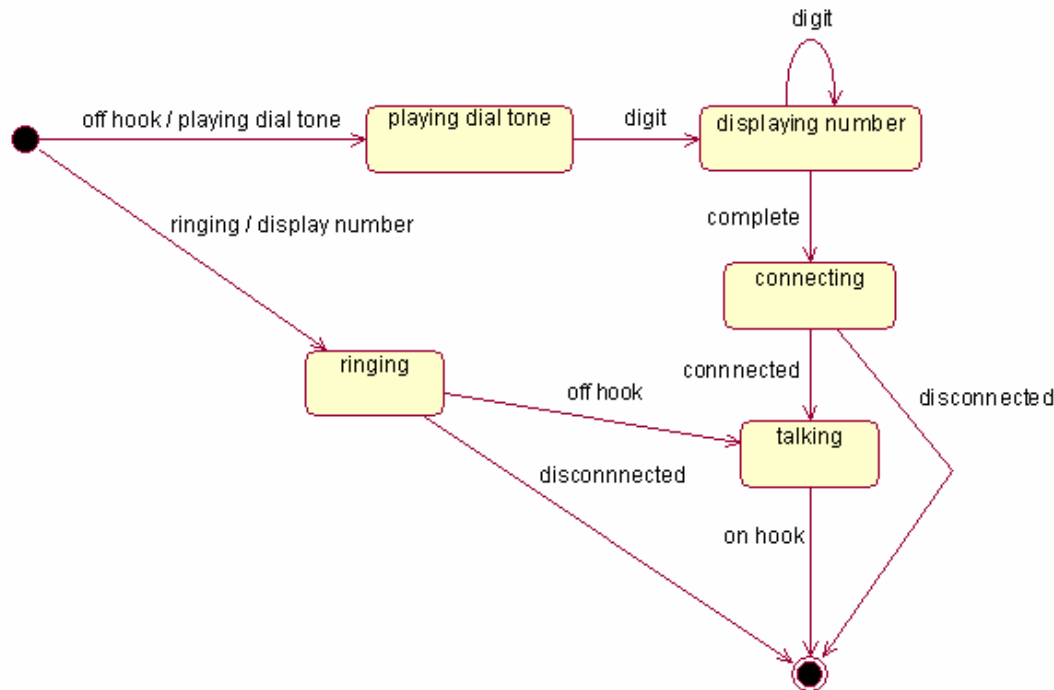 digit
off hook / playing dial tone
playing dial tone
digit
displaying number
ringing / display number
complete
connecting
ringing
off hook
connnected
disconnected
talking
disconnnected
on hook